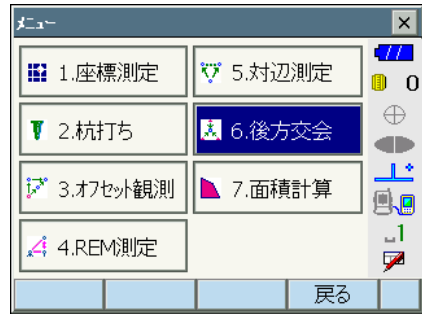 ﾒﾆｭｰ
1.座標測定
5.対辺測定
0
2.杭打ち
6.後方交会
3.ｵﾌｾｯﾄ観測
7.面積計算
4.REM測定
1
戻る